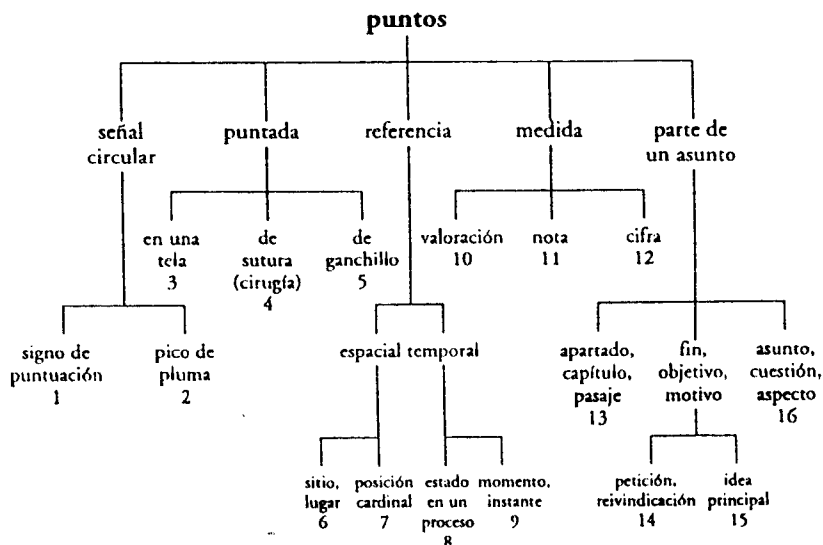 puntos
señal
circular
puntada
referencia
medida
parte de
un asunto
en una
tela
3
de
sutura
(cirugía)
4
de
ganchillo
5
valoración
10
nota
11
cifra
12
signo de
puntuación
1
pico de
pluma
2
espacial temporal
apartado,
capítulo,
pasaje
13
fin,
objetivo,
motivo
asunto,
cuestión,
aspecto
16
sitio,
lugar
6
posición
cardinal
7
estado
en un
proceso
8
momento,
instante
9
petición,
reivindicación
14
idea
principal
15